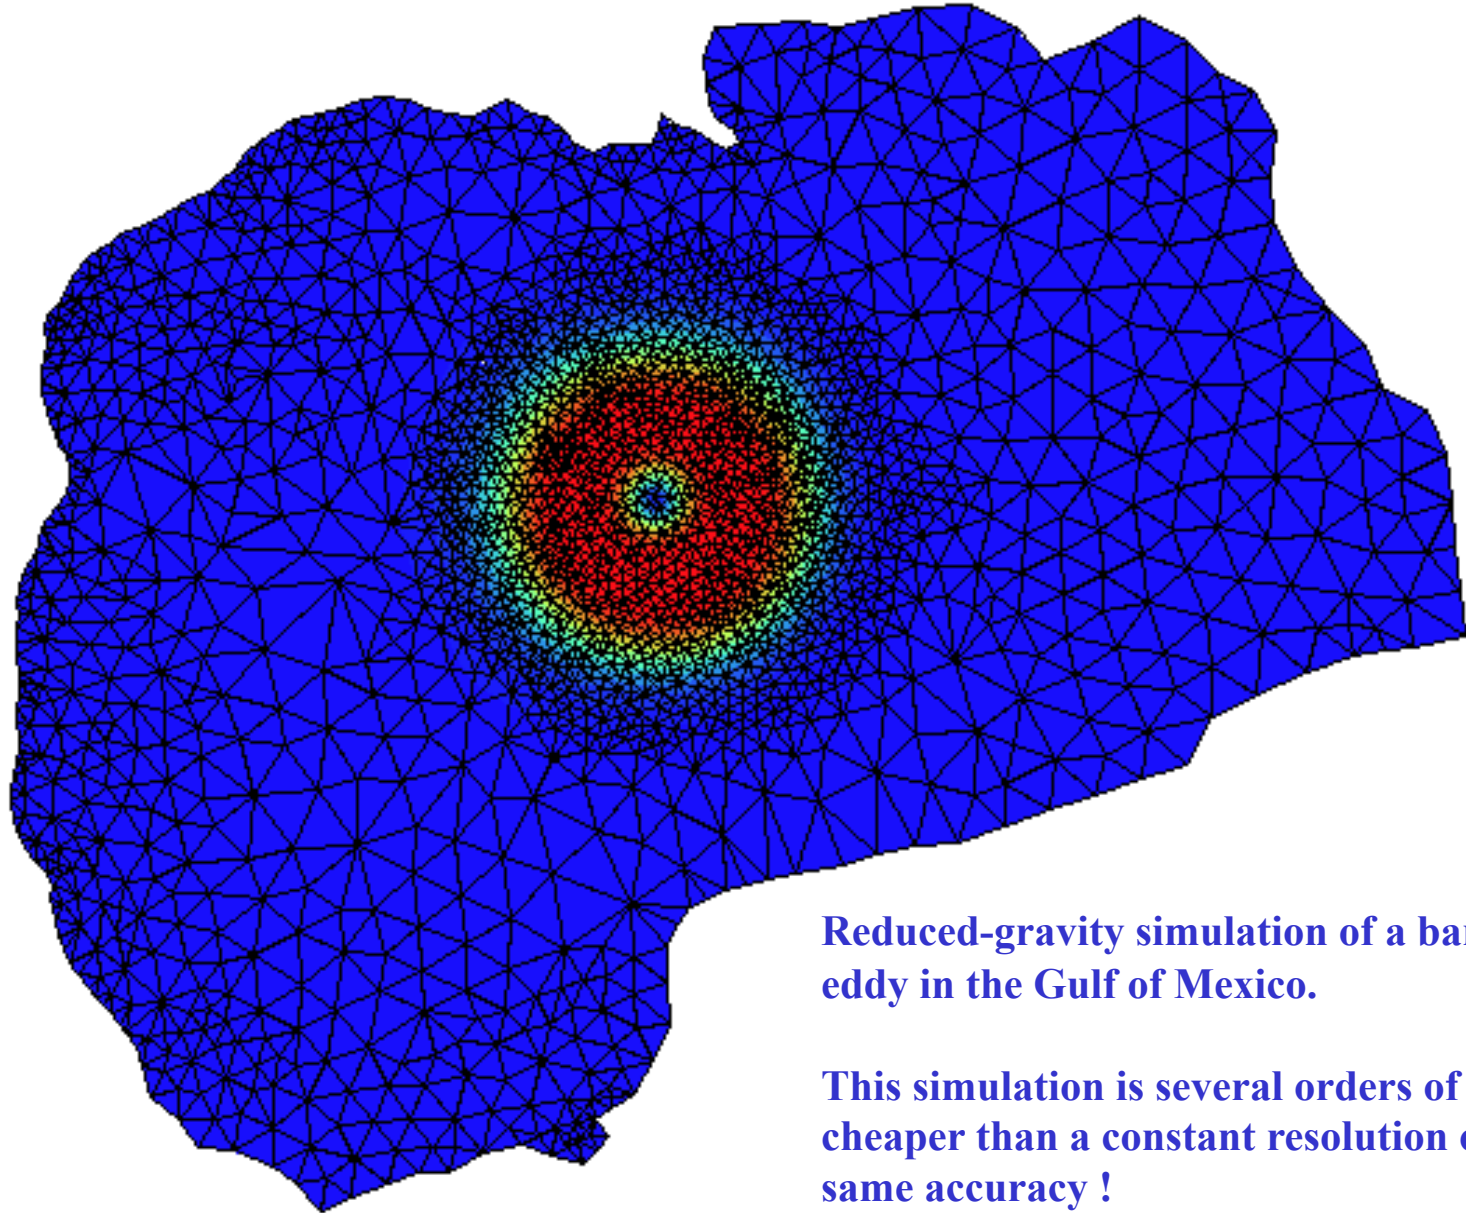 Reduced-gravity simulation of a
eddy in the Gulf of Mexico.
This simulation is several orders of
cheaper than a constant resolution
same accuracy !